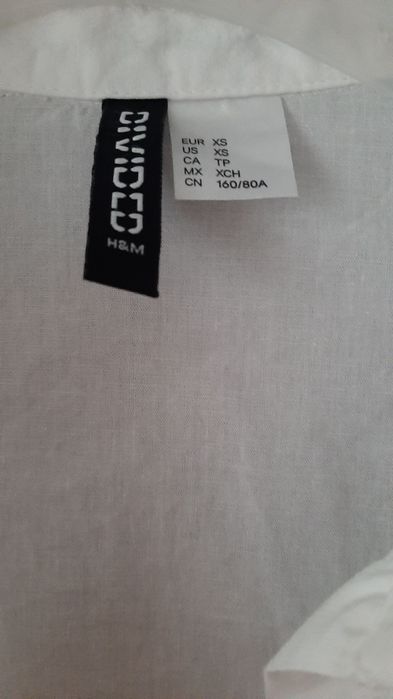 DIVIDED
H&M
EUR XS
US XS
CA TP
MX XCH
CN 160/80A